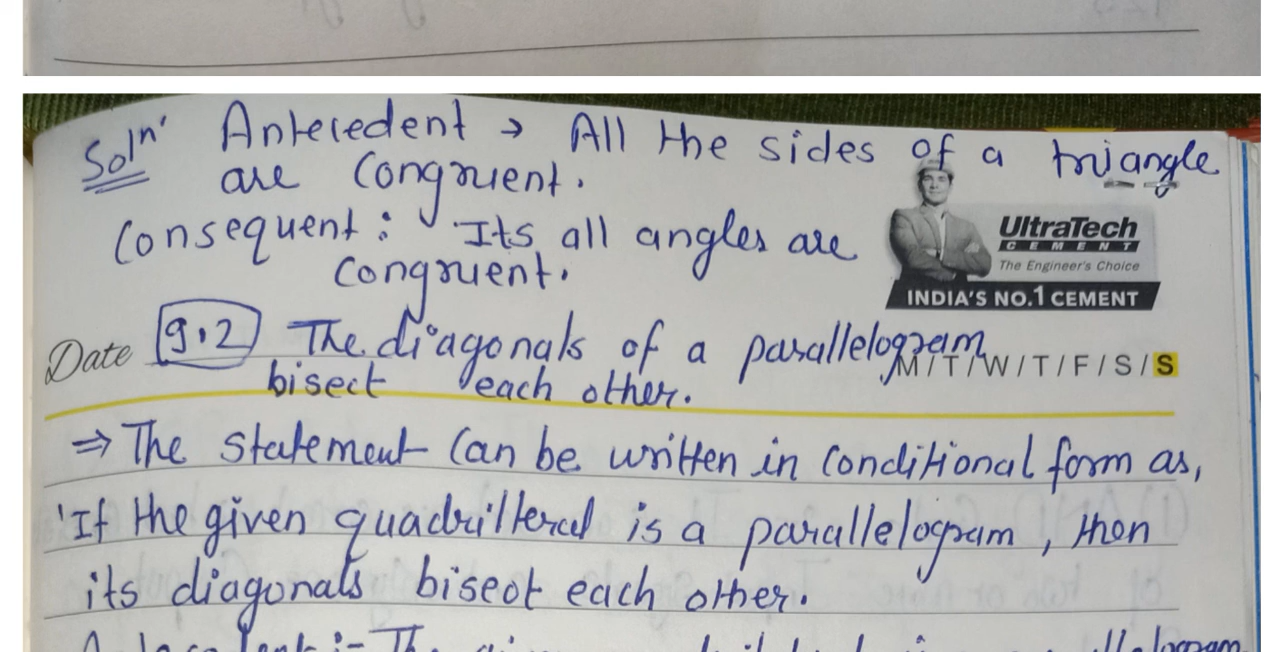 Soln' Antecedent → All the sides of a triangle
are congruent.
Consequent: Its all angles are
congruent.
UltraTech
CEMENT
The Engineer's Choice
INDIA'S NO.1 CEMENT
Date 9.2 The diagonals of a parallelogram
M/T/W/T/F/S/S
bisect each other.
⇒ The statement can be written in conditional form as,
'If the given quadrilteral is a parallelogram, then
its diagonals bisect each other.